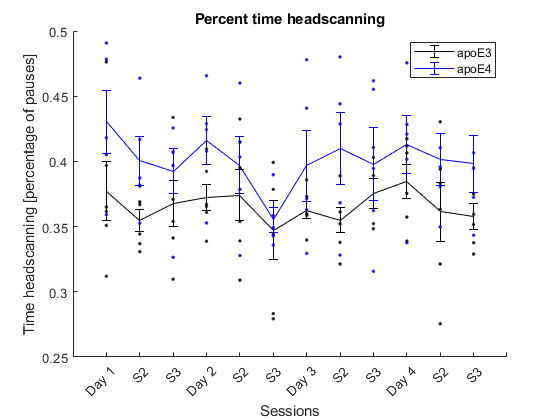 Percent time headscanning
0.5
0.45
0.4
0.35
0.3
0.25
Time headscanning [percentage of pauses]
apoE3
apoE4
Day 1 S2 S3 Day 2 S2 S3 Day 3 S2 S3 Day 4 S2 S3
Sessions